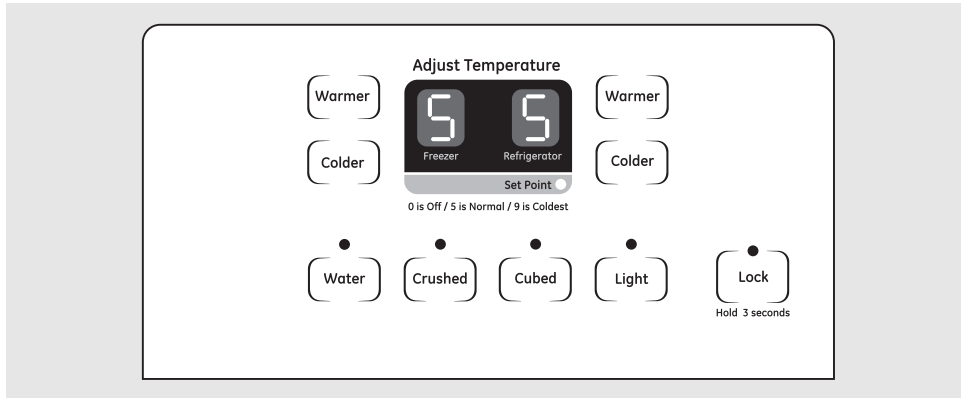 Adjust Temperature
Warmer
5 5
Warmer
Freezer Refrigerator
Colder
Colder
Set Point
0 is Off / 5 is Normal / 9 is Coldest
Water Crushed Cubed Light Lock
Hold 3 seconds